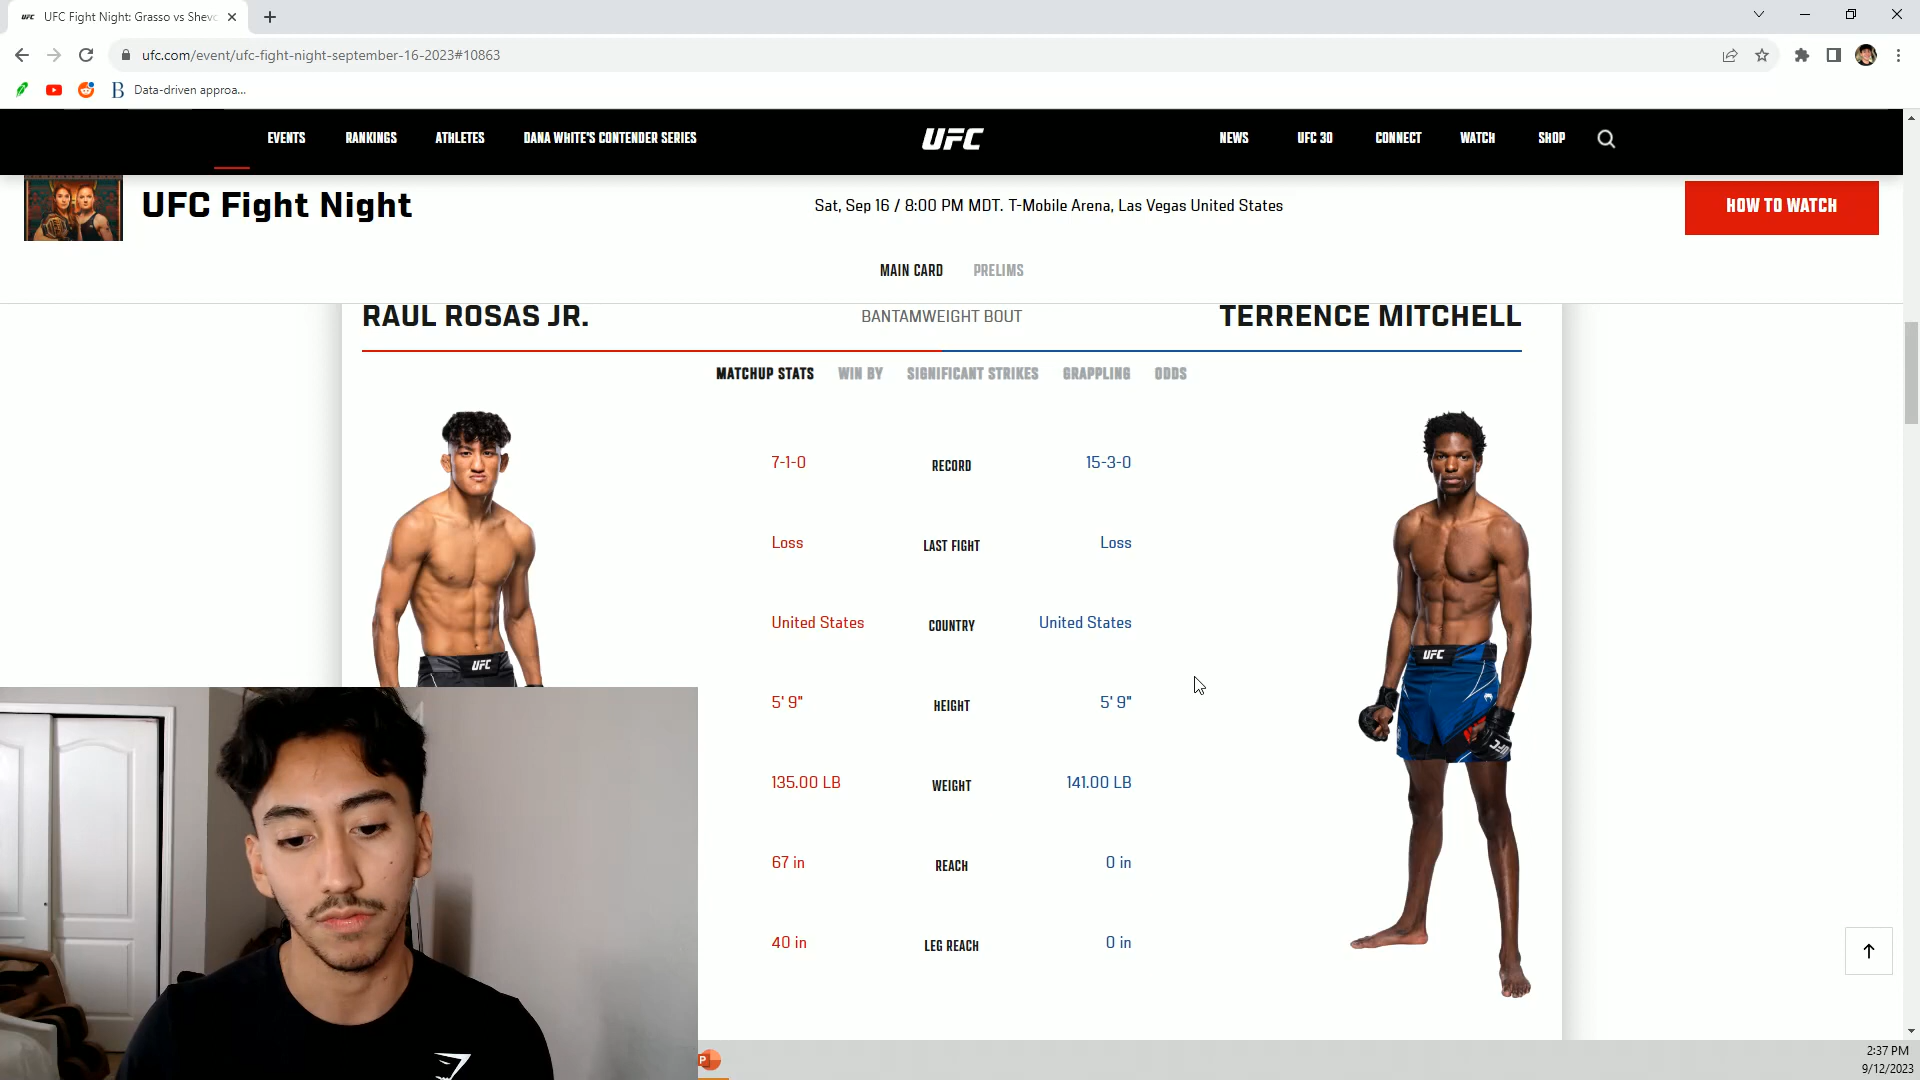 UFC UFC Fight Night: Grasso vs Shevc
ufc.com/event/ufc-fight-night-september-16-2023#10863
B Data-driven approa...
EVENTS RANKINGS ATHLETES DANA WHITE'S CONTENDER SERIES UFC NEWS UFC 30 CONNECT WATCH SHOP
UFC Fight Night Sat, Sep 16 / 8:00 PM MDT. T-Mobile Arena, Las Vegas United States HOW TO WATCH
MAIN CARD PRELIMS
RAUL ROSAS JR. BANTAMWEIGHT BOUT TERRENCE MITCHELL
MATCHUP STATS WIN BY SIGNIFICANT STRIKES GRAPPLING ODDS
7-1-0 RECORD 15-3-0
Loss LAST FIGHT Loss
United States COUNTRY United States
UFC UFC
5' 9" HEIGHT 5' 9"
UFC
135.00 LB WEIGHT 141.00 LB
67 in REACH 0 in
40 in LEG REACH 0 in
P
2:37 PM
9/12/2023